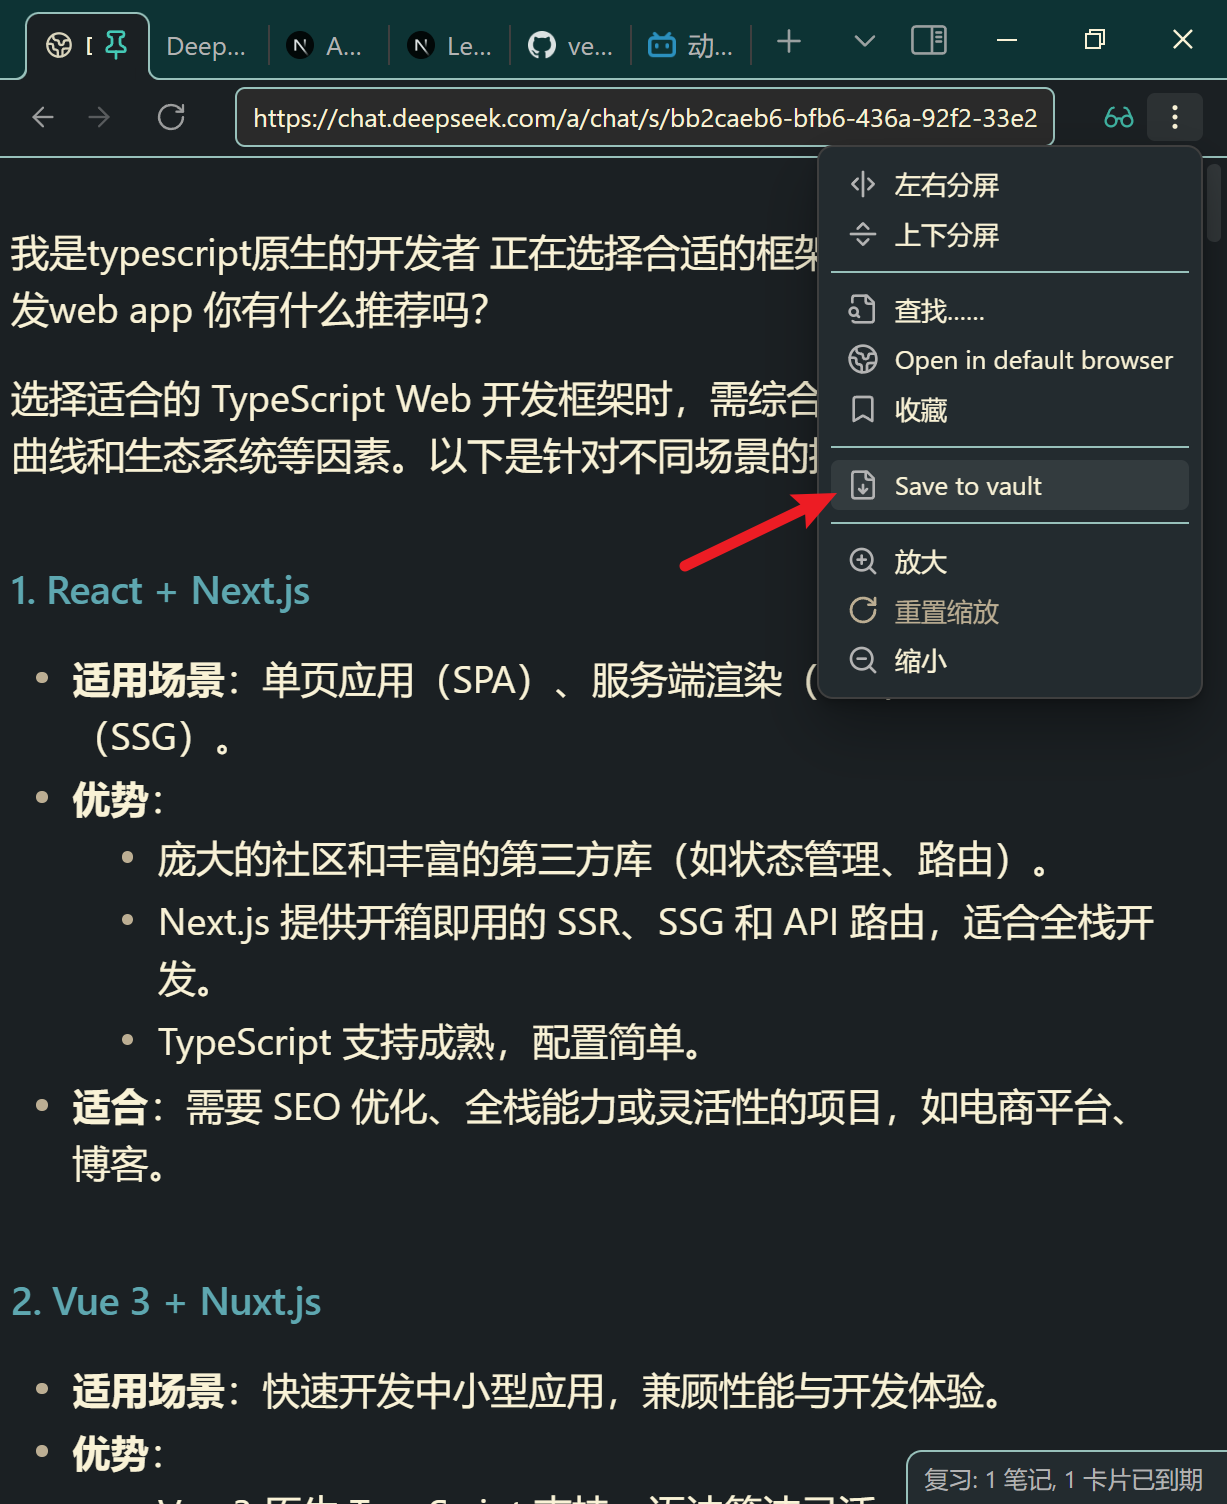 Deep...
A...
Le...
ve...
动...
https://chat.deepseek.com/a/chat/s/bb2caeb6-bfb6-436a-92f2-33e2
左右分屏
上下分屏
查找......
Open in default browser
收藏
Save to vault
放大
重置缩放
缩小
我是typescript原生的开发者 正在选择合适的框架
发web app 你有什么推荐吗?
选择适合的 TypeScript Web 开发框架时，需综合
曲线和生态系统等因素。以下是针对不同场景的
1. React + Next.js
• 适用场景：单页应用（SPA）、服务端渲染（
（SSG）。
• 优势：
• 庞大的社区和丰富的第三方库（如状态管理、路由）。
• Next.js 提供开箱即用的 SSR、SSG 和 API 路由，适合全栈开
发。
• TypeScript 支持成熟，配置简单。
• 适合：需要 SEO 优化、全栈能力或灵活性的项目，如电商平台、
博客。
2. Vue 3 + Nuxt.js
• 适用场景：快速开发中小型应用，兼顾性能与开发体验。
• 优势：
复习: 1 笔记, 1 卡片已到期